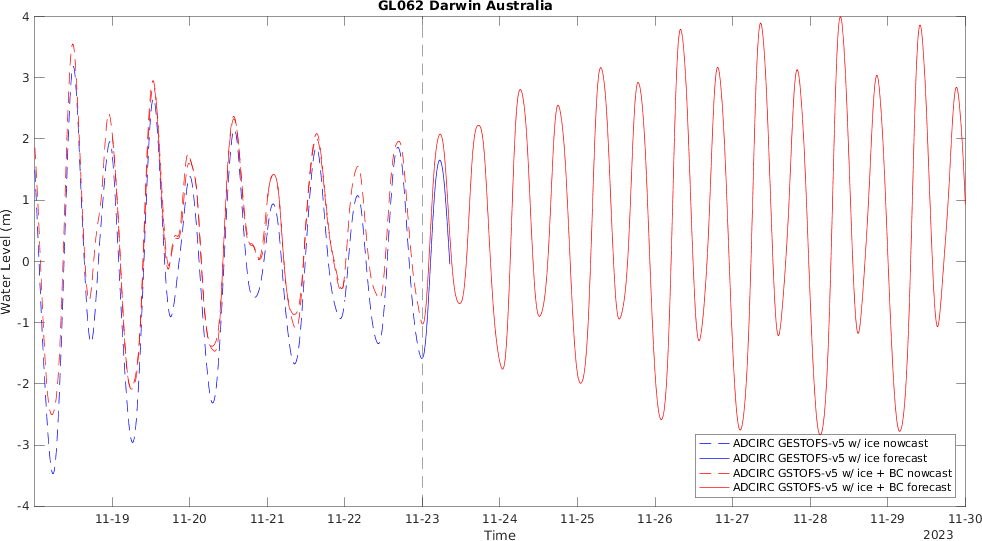 GL062 Darwin Australia
4
3
2
1
0
-1
-2
-3
-4
Water Level (m)
ADCIRC GESTOFS-v5 w/ ice nowcast
ADCIRC GESTOFS-v5 w/ ice forecast
ADCIRC GSTOFS-v5 w/ ice + BC nowcast
ADCIRC GSTOFS-v5 w/ ice + BC forecast
11-19 11-20 11-21 11-22 11-23 11-24 11-25 11-26 11-27 11-28 11-29 11-30
Time
2023